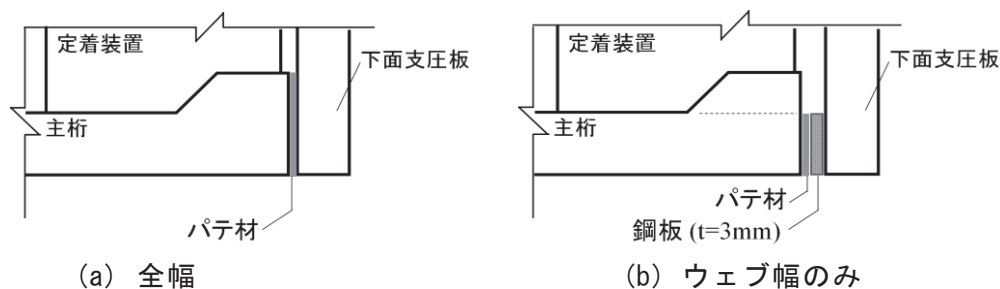 定着装置
下面支圧板
主桁
パテ材
(a) 全幅
定着装置
下面支圧板
主桁
パテ材
鋼板 (t=3mm)
(b) ウェブ幅のみ